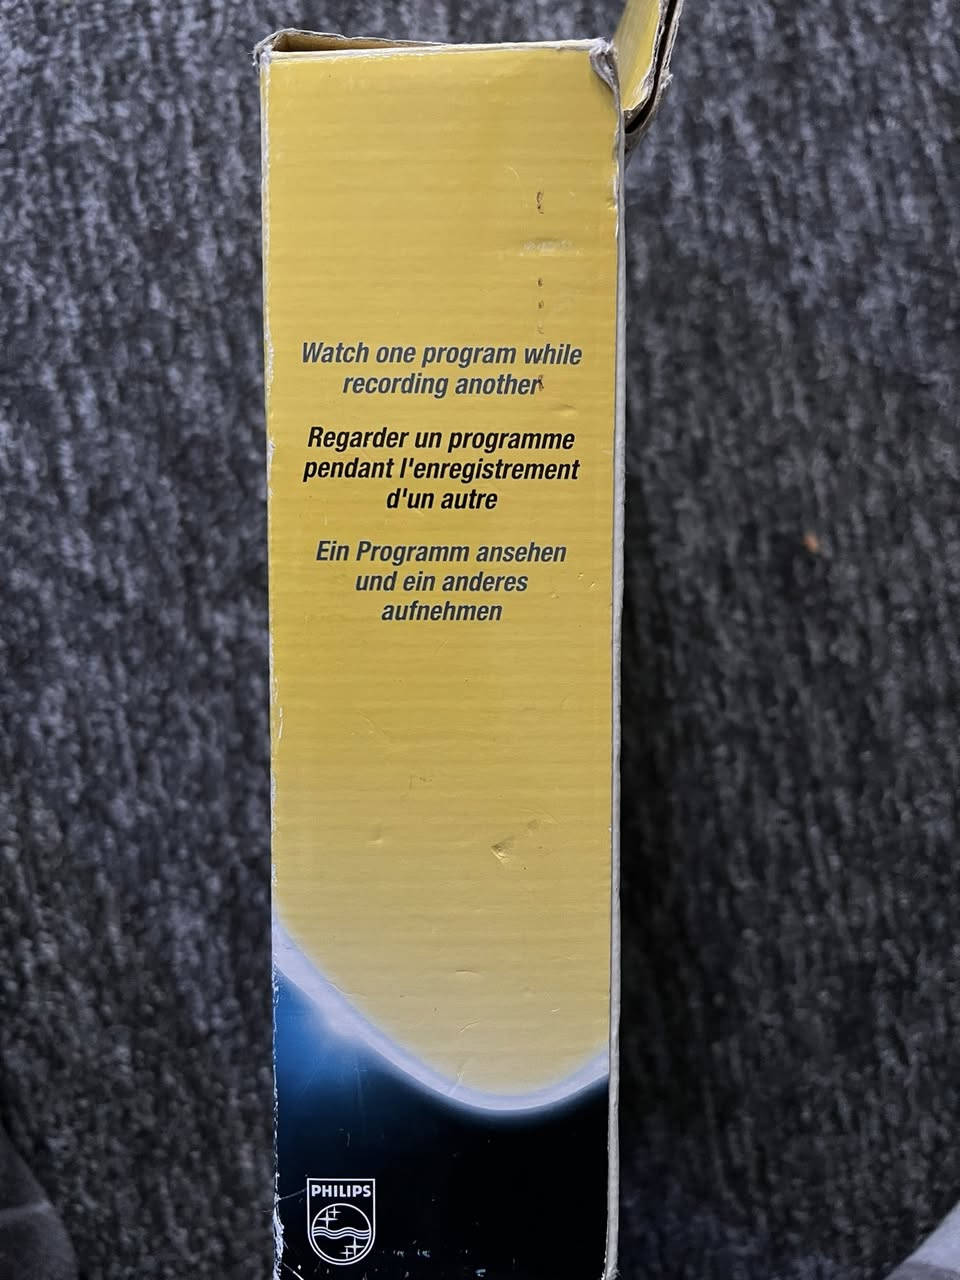 Watch one program while
recording another
Regarder un programme
pendant l'enregistrement
d'un autre
Ein Programm ansehen
und ein anderes
aufnehmen
PHILIPS